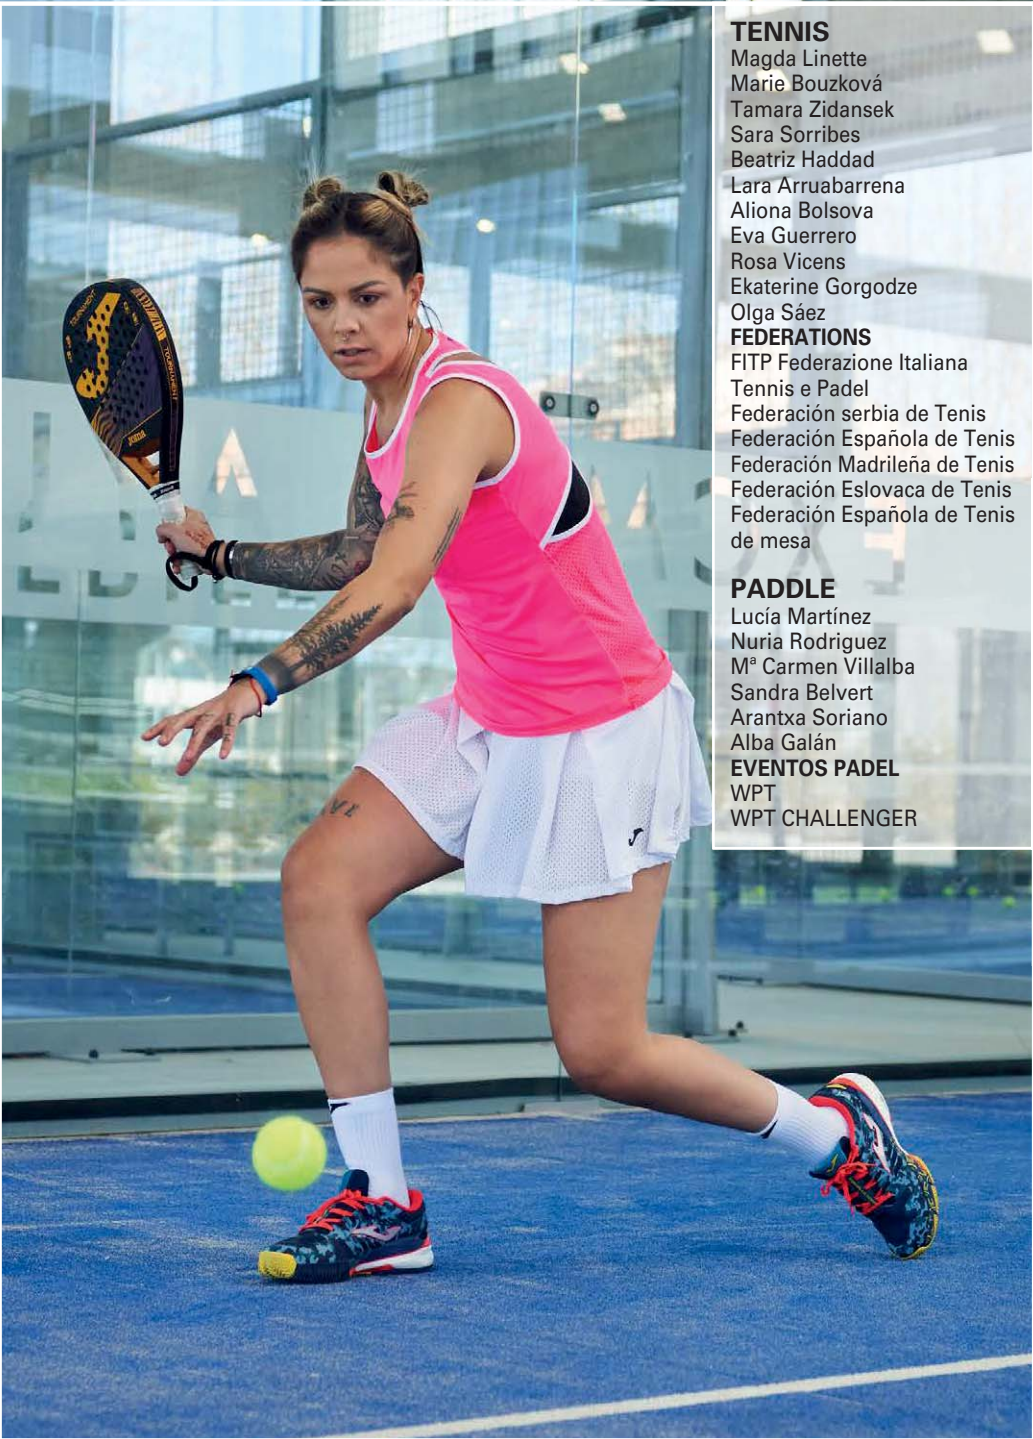 TENNIS
Magda Linette
Marie Bouzková
Tamara Zidansek
Sara Sorribes
Beatriz Haddad
Lara Arruabarrena
Aliona Bolsova
Eva Guerrero
Rosa Vicens
Ekaterine Gorgodze
Olga Sáez
FEDERATIONS
FITP Federazione Italiana
Tennis e Padel
Federación serbia de Tenis
Federación Española de Tenis
Federación Madrileña de Tenis
Federación Eslovaca de Tenis
Federación Española de Tenis
de mesa
PADDLE
Lucía Martínez
Nuria Rodriguez
Mª Carmen Villalba
Sandra Belvert
Arantxa Soriano
Alba Galán
EVENTOS PADEL
WPT
WPT CHALLENGER
TOURNAMENT
TOURNAMENT
JOMA